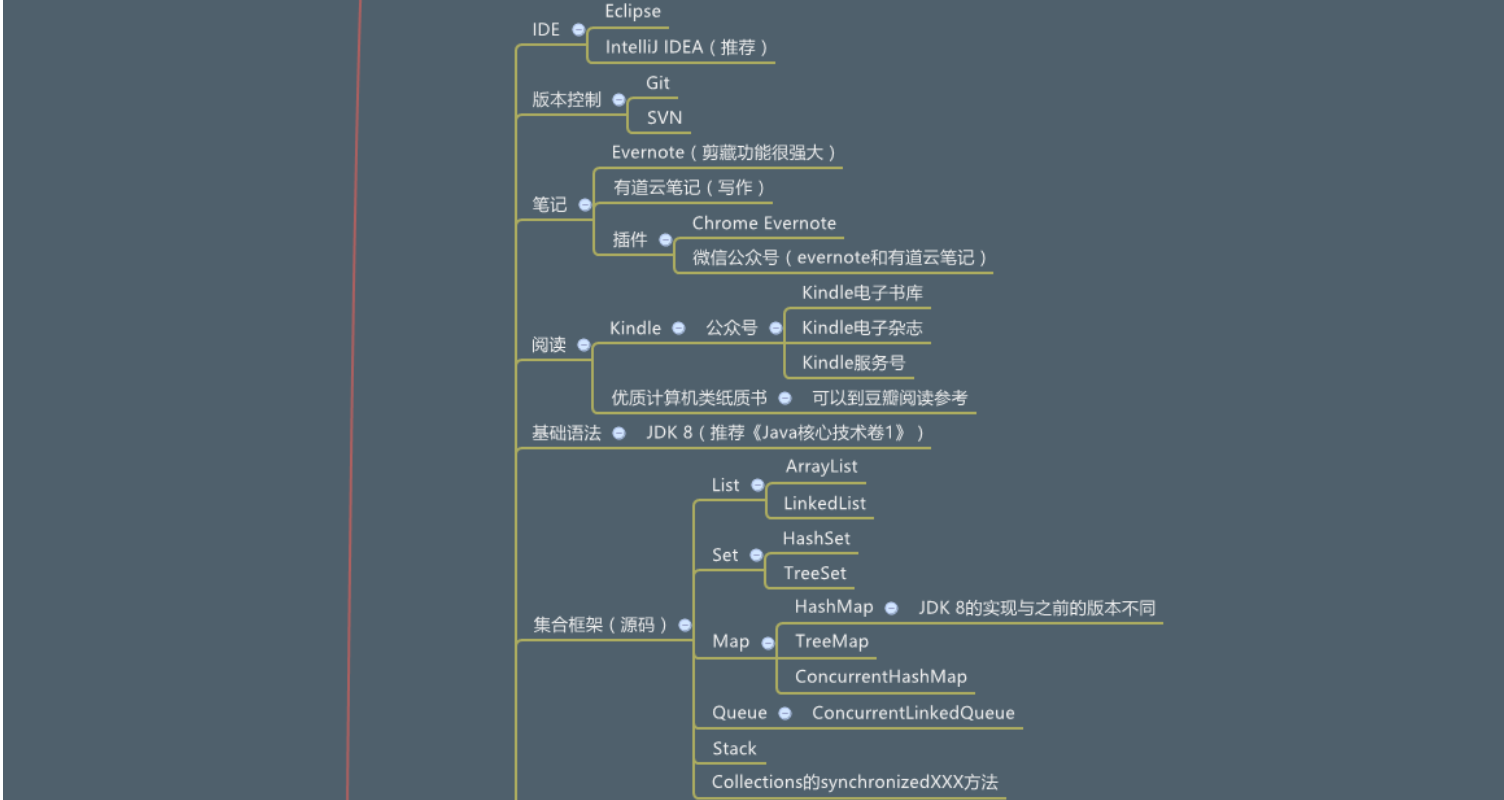 IDE
Eclipse
IntelliJ IDEA（推荐）
版本控制
Git
SVN
笔记
Evernote（剪藏功能很强大）
有道云笔记（写作）
插件
Chrome Evernote
微信公众号（evernote和有道云笔记）
阅读
Kindle
公众号
Kindle电子书库
Kindle电子杂志
Kindle服务号
优质计算机类纸质书
可以到豆瓣阅读参考
基础语法
JDK 8（推荐《Java核心技术卷1》）
集合框架（源码）
List
ArrayList
LinkedList
Set
HashSet
TreeSet
Map
HashMap
JDK 8的实现与之前的版本不同
TreeMap
ConcurrentHashMap
Queue
ConcurrentLinkedQueue
Stack
Collections的synchronizedXXX方法